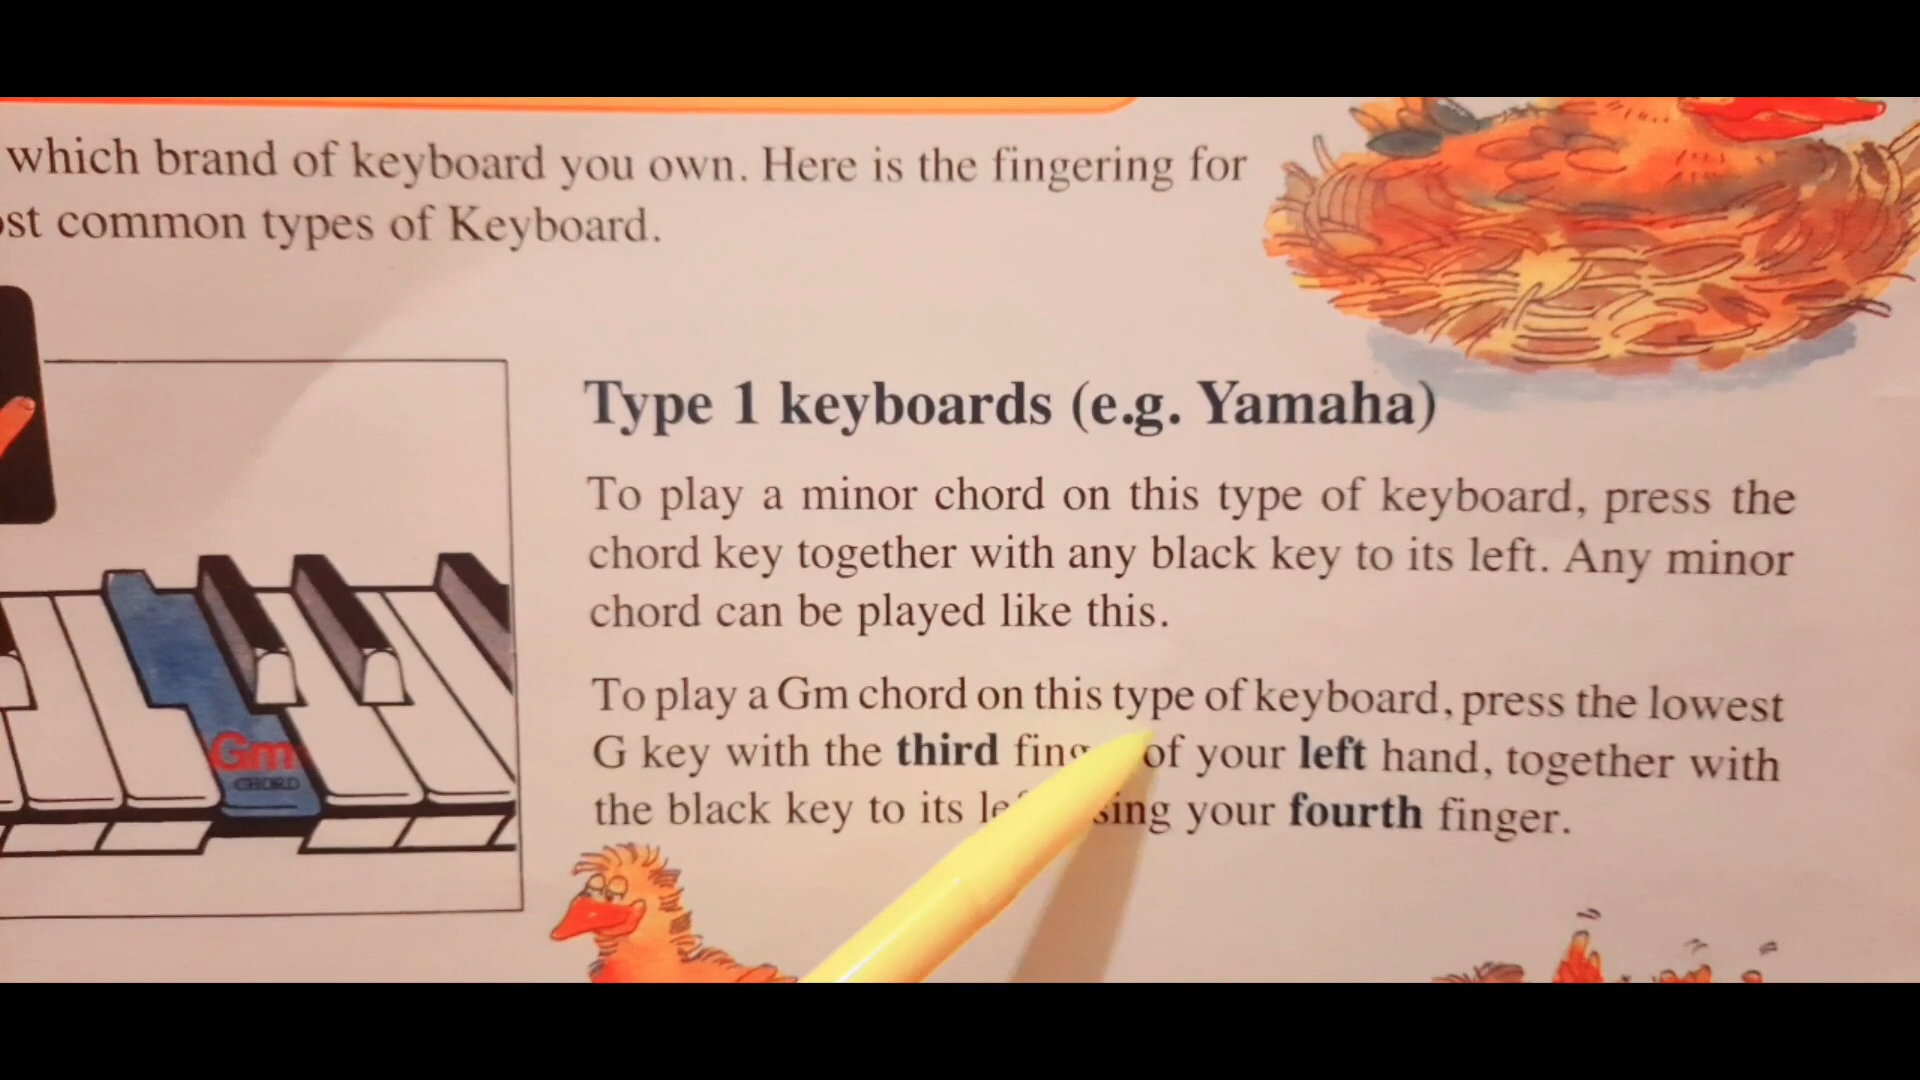 which brand of keyboard you own. Here is the fingering for
common types of Keyboard.
Type 1 keyboards (e.g. Yamaha)
To play a minor chord on this type of keyboard, press the
chord key together with any black key to its left. Any minor
chord can be played like this.
To play a Gm chord on this type of keyboard, press the lowest
G key with the third of your left hand, together with
the black key to its your fourth finger.
Gm
CHORD